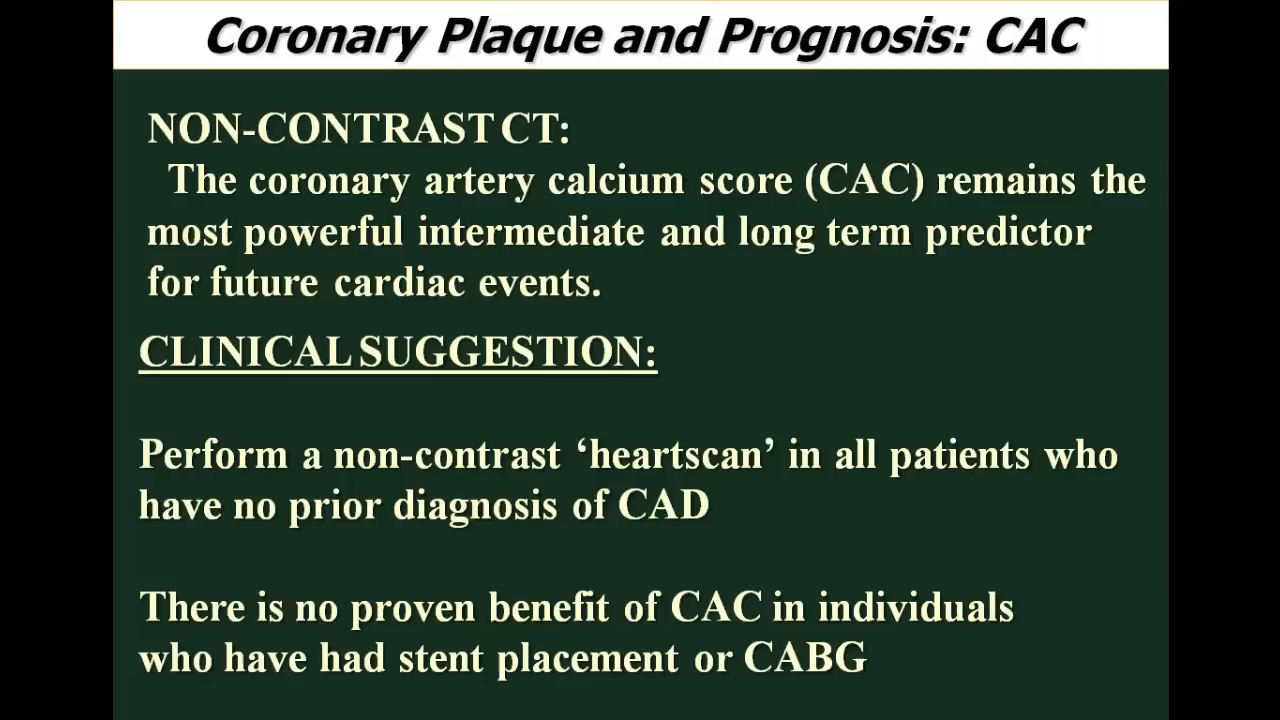 Coronary Plaque and Prognosis: CAC
NON-CONTRAST CT:
The coronary artery calcium score (CAC) remains the
most powerful intermediate and long term predictor
for future cardiac events.
CLINICAL SUGGESTION:
Perform a non-contrast ‘heartscan’ in all patients who
have no prior diagnosis of CAD
There is no proven benefit of CAC in individuals
who have had stent placement or CABG